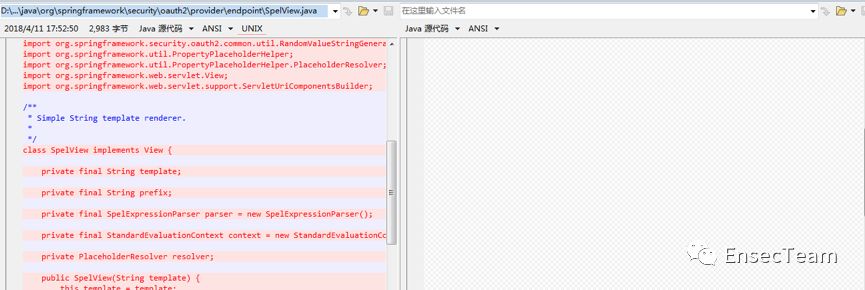 D:\...\java\org\springframework\security\oauth2\provider\endpoint\SpelView.java
在这里输入文件名
2018/4/11 17:52:50 2,983 字节 Java 源代码 ANSI UNIX
Java 源代码 ANSI
import org.springframework.security.oauth2.common.util.RandomValueStringGenera
import org.springframework.util.PropertyPlaceholderHelper;
import org.springframework.util.PropertyPlaceholderHelper.PlaceholderResolver;
import org.springframework.web.servlet.View;
import org.springframework.web.servlet.support.ServletUriComponentsBuilder;
/**
* Simple String template renderer.
*
*/
class SpelView implements View {
private final String template;
private final String prefix;
private final SpelExpressionParser parser = new SpelExpressionParser();
private final StandardEvaluationContext context = new StandardEvaluationCo
private PlaceholderResolver resolver;
public SpelView(String template) {
this.template = template;
EnsecTeam